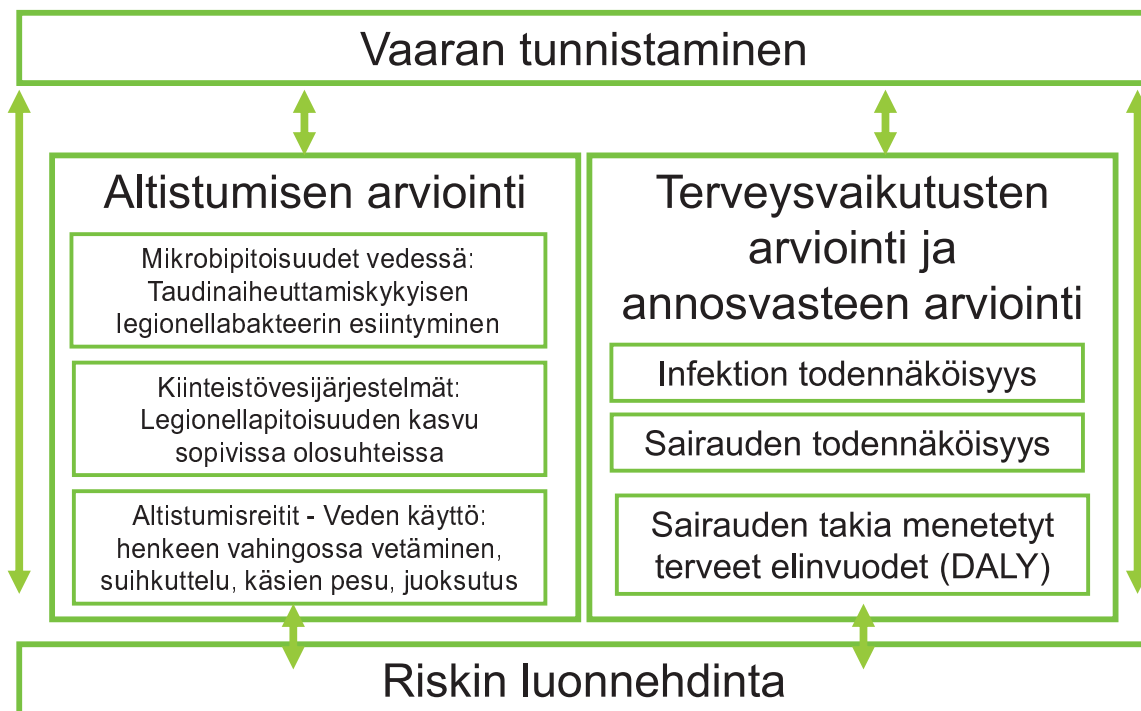 Vaaran tunnistaminen
Altistumisen arviointi
Mikrobipitoisuudet vedessä:
Taudinaiheuttamiskykyisen
legionellabakteerin esiintyminen
Kiinteistövesijärjestelmät:
Legionellapitoisuuden kasvu
sopivissa olosuhteissa
Altistumisreitit - Veden käyttö:
henkeen vahingossa vetäminen,
suihkuttelu, käsien pesu, juoksutus
Terveysvaikutusten
arviointi ja
annosvasteen arviointi
Infektion todennäköisyys
Sairauden todennäköisyys
Sairauden takia menetetyt
terveet elinvuodet (DALY)
Riskin luonnehdinta